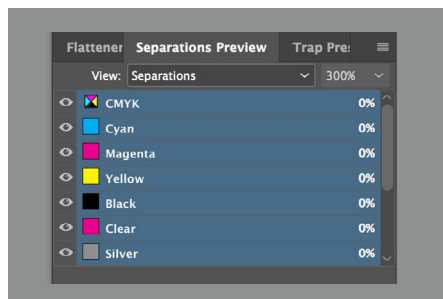 Flattener Separations Preview Trap Pres
View: Separations 300%
CMYK 0%
Cyan 0%
Magenta 0%
Yellow 0%
Black 0%
Clear 0%
Silver 0%